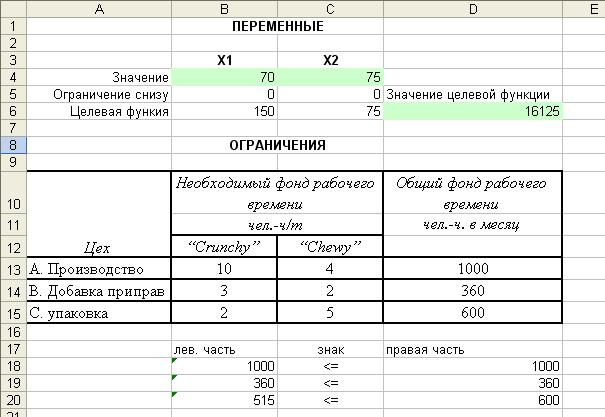 A B C D E
1 ПЕРЕМЕННЫЕ
2
3 X1 X2
4 Значение 70 75
5 Ограничение снизу 0 0 Значение целевой функции
6 Целевая функия 150 75 16125
7
8 ОГРАНИЧЕНИЯ
9
Необходимый фонд рабочего Общий фонд рабочего
10 времени времени
11 чел.-ч/т чел.-ч. в месяц
12 Цех “Crunchy” “Chewy”
13 А. Производство 10 4 1000
14 В. Добавка приправ 3 2 360
15 С. упаковка 2 5 600
16
17 лев. часть знак правая часть
18 1000 <= 1000
19 360 <= 360
20 515 <= 600